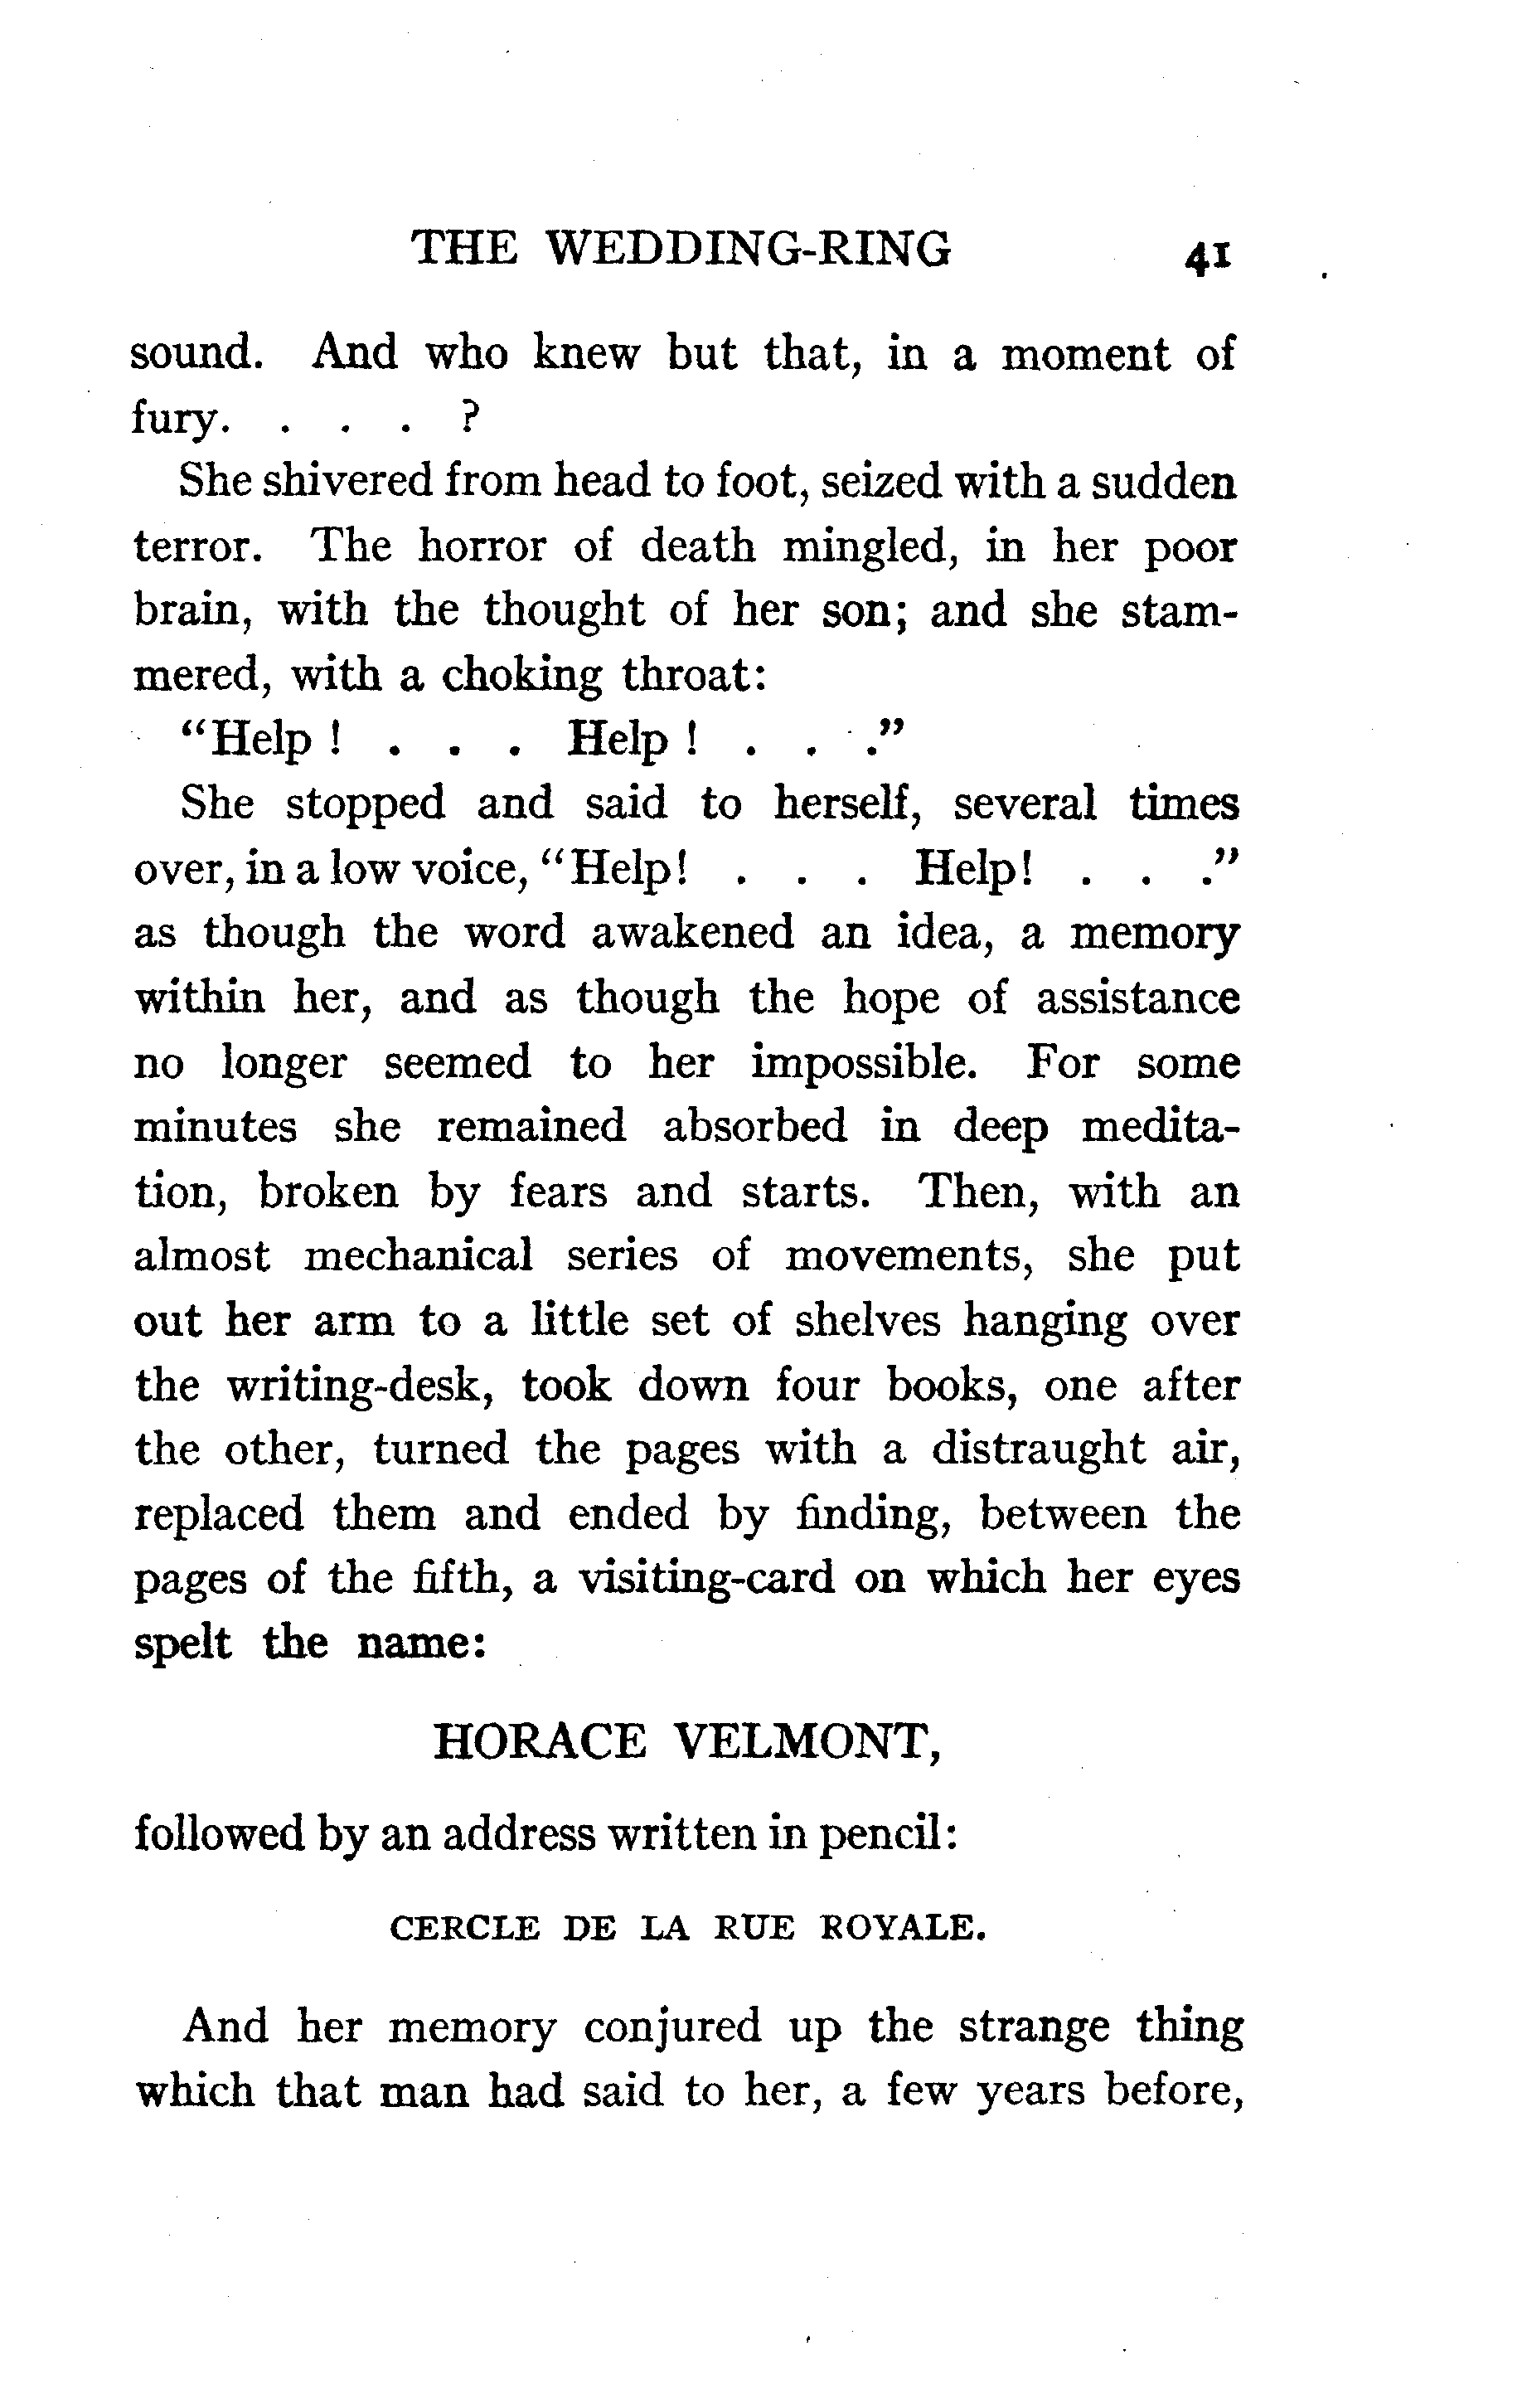 THE WEDDING-RING 41
sound. And who knew but that, in a moment of
fury. . . . ?
She shivered from head to foot, seized with a sudden
terror. The horror of death mingled, in her poor
brain, with the thought of her son; and she stam-
mered, with a choking throat:
“Help ! . . . Help ! . . .”
She stopped and said to herself, several times
over, in a low voice, “Help! . . . Help! . . .”
as though the word awakened an idea, a memory
within her, and as though the hope of assistance
no longer seemed to her impossible. For some
minutes she remained absorbed in deep medita-
tion, broken by fears and starts. Then, with an
almost mechanical series of movements, she put
out her arm to a little set of shelves hanging over
the writing-desk, took down four books, one after
the other, turned the pages with a distraught air,
replaced them and ended by finding, between the
pages of the fifth, a visiting-card on which her eyes
spelt the name:
HORACE VELMONT,
followed by an address written in pencil:
CERCLE DE LA RUE ROYALE.
And her memory conjured up the strange thing
which that man had said to her, a few years before,